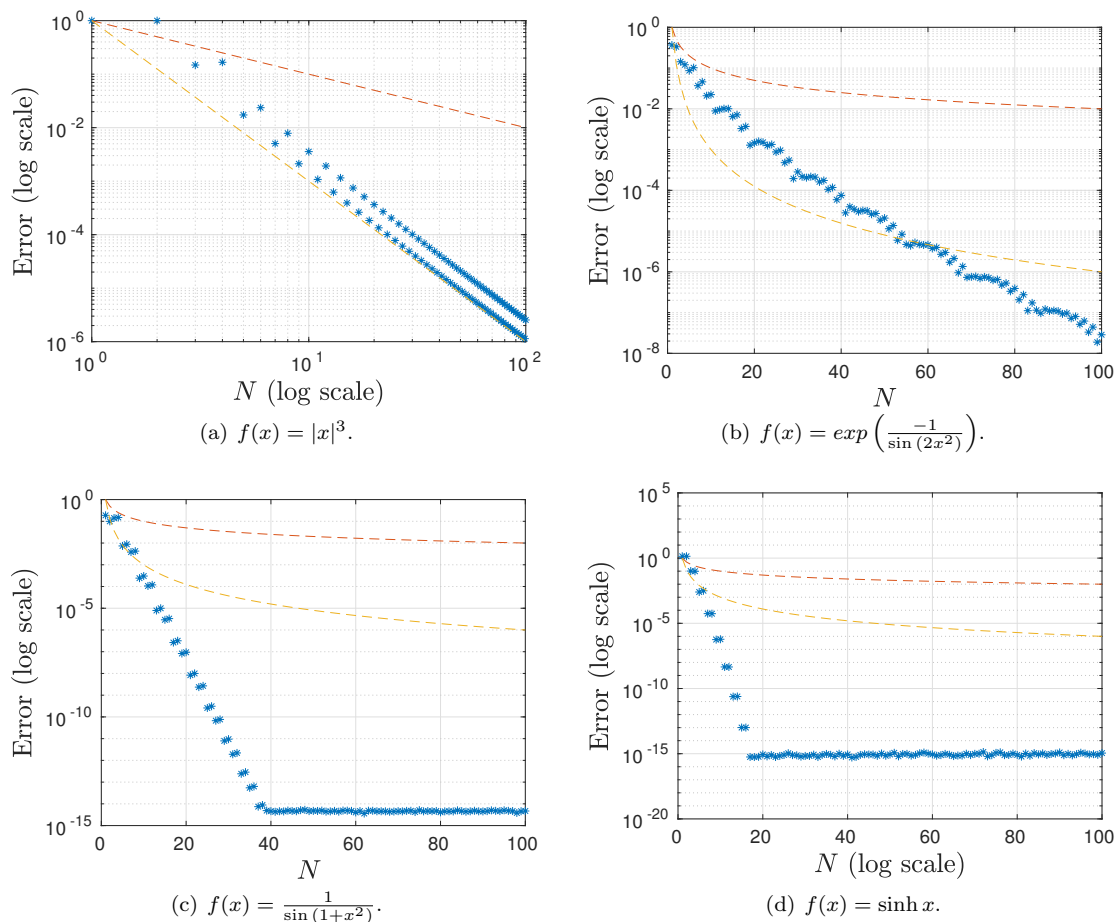 10^0
10^-2
10^-4
10^-6
Error (log scale)
10^0 10^1 10^2
N (log scale)
(a) f(x) = |x|^3.
10^0
10^-2
10^-4
10^-6
10^-8
Error (log scale)
0 20 40 60 80 100
N
(b) f(x) = exp(\frac{-1}{\sin(2x^2)}).
10^0
10^-5
10^-10
10^-15
Error (log scale)
0 20 40 60 80 100
N
(c) f(x) = \frac{1}{\sin(1+x^2)}.
10^5
10^0
10^-5
10^-10
10^-15
10^-20
Error (log scale)
0 20 40 60 80 100
N (log scale)
(d) f(x) = sinh x.